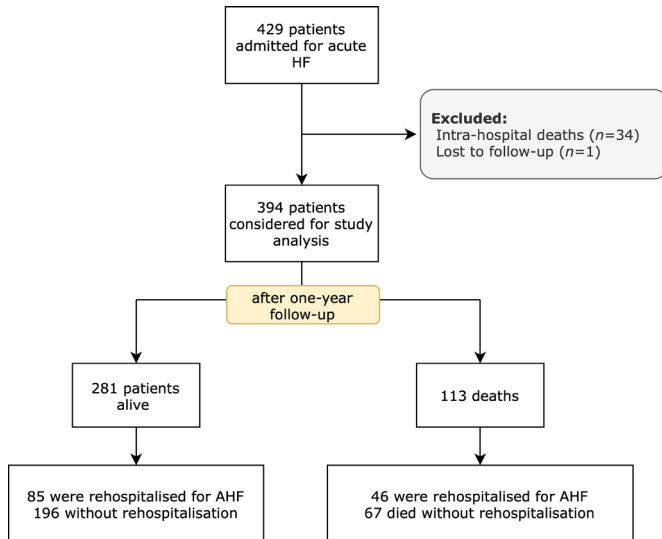 429 patients
admitted for acute
HF
Excluded:
Intra-hospital deaths (n=34)
Lost to follow-up (n=1)
394 patients
considered for study
analysis
after one-year
follow-up
281 patients
alive
113 deaths
85 were rehospitalised for AHF
196 without rehospitalisation
46 were rehospitalised for AHF
67 died without rehospitalisation